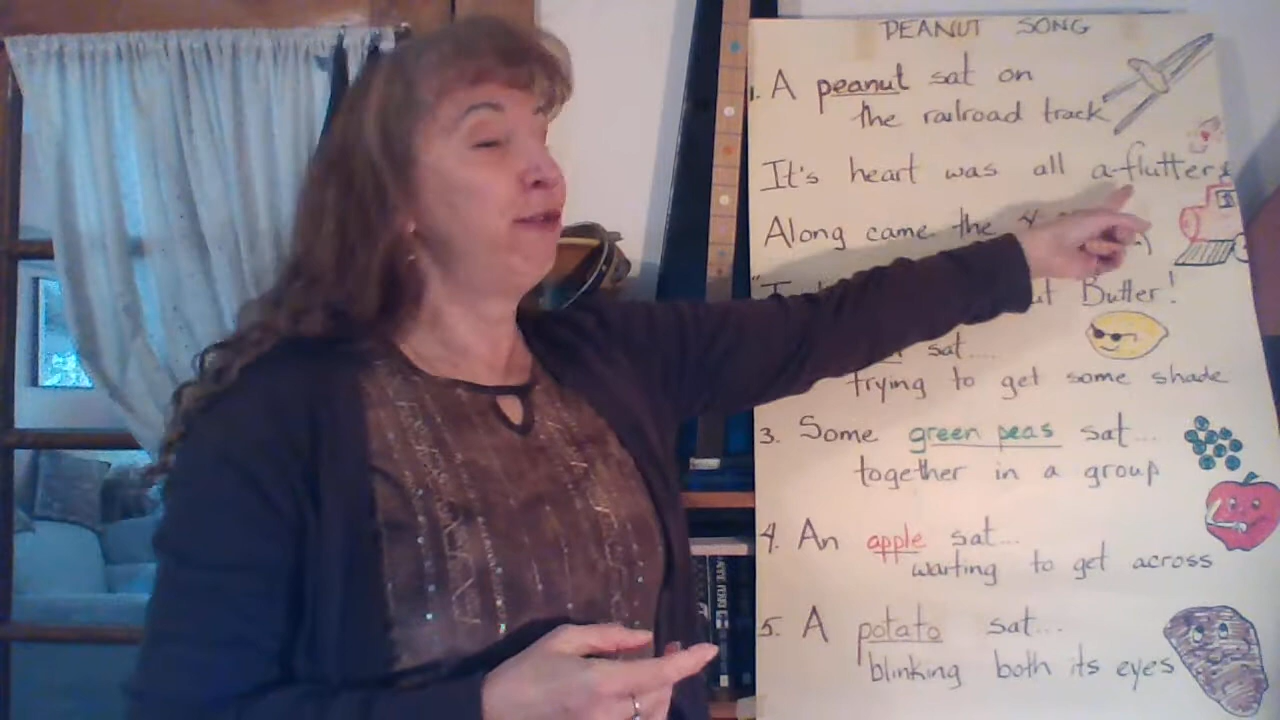 PEANUT SONG
1. A peanut sat on
the railroad track
It's heart was all a-flutter;
Along came the
Butter!
sat....
trying to get some shade
3. Some green peas sat...
together in a group
4. An apple sat...
waiting to get across
5. A potato sat...
blinking both its eyes